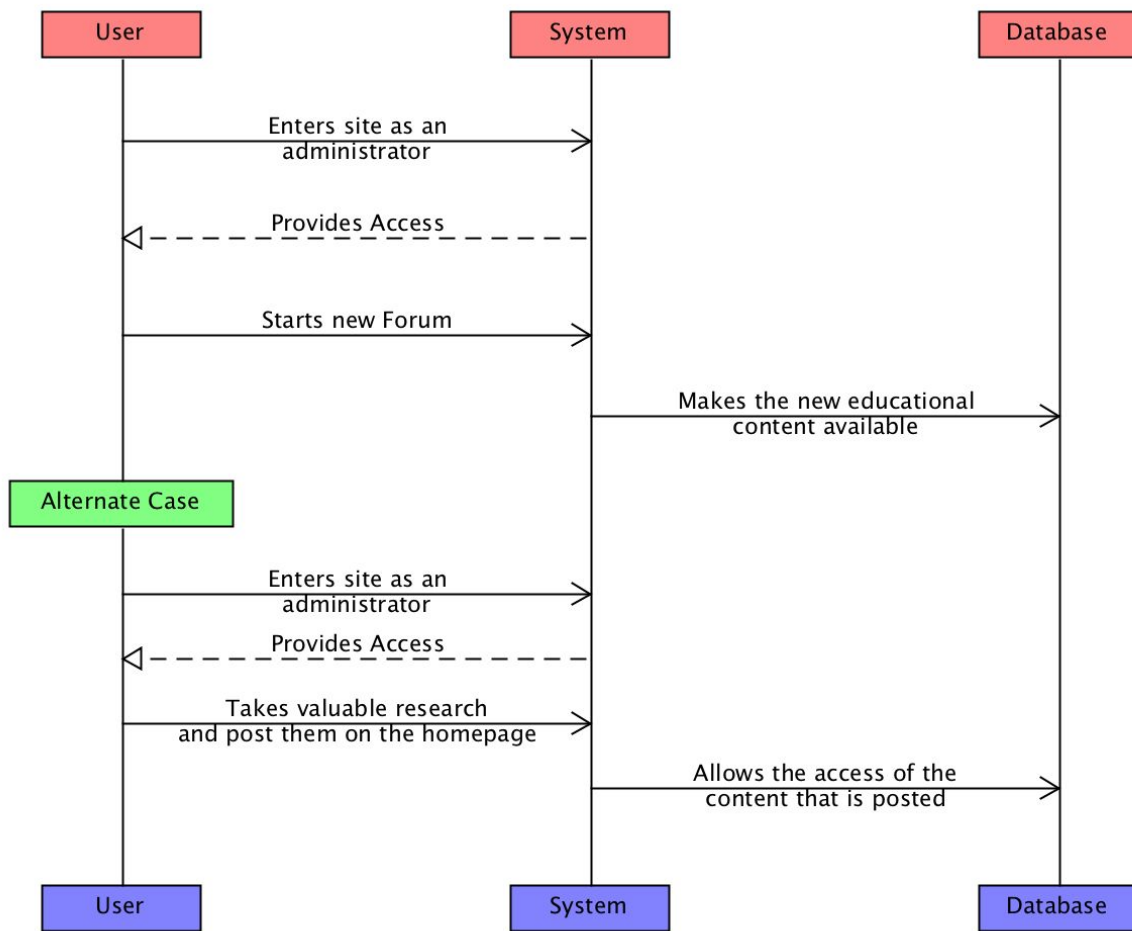 User
System
Database
Enters site as an
administrator
Provides Access
Starts new Forum
Makes the new educational
content available
Alternate Case
Enters site as an
administrator
Provides Access
Takes valuable research
and post them on the homepage
Allows the access of the
content that is posted
User
System
Database